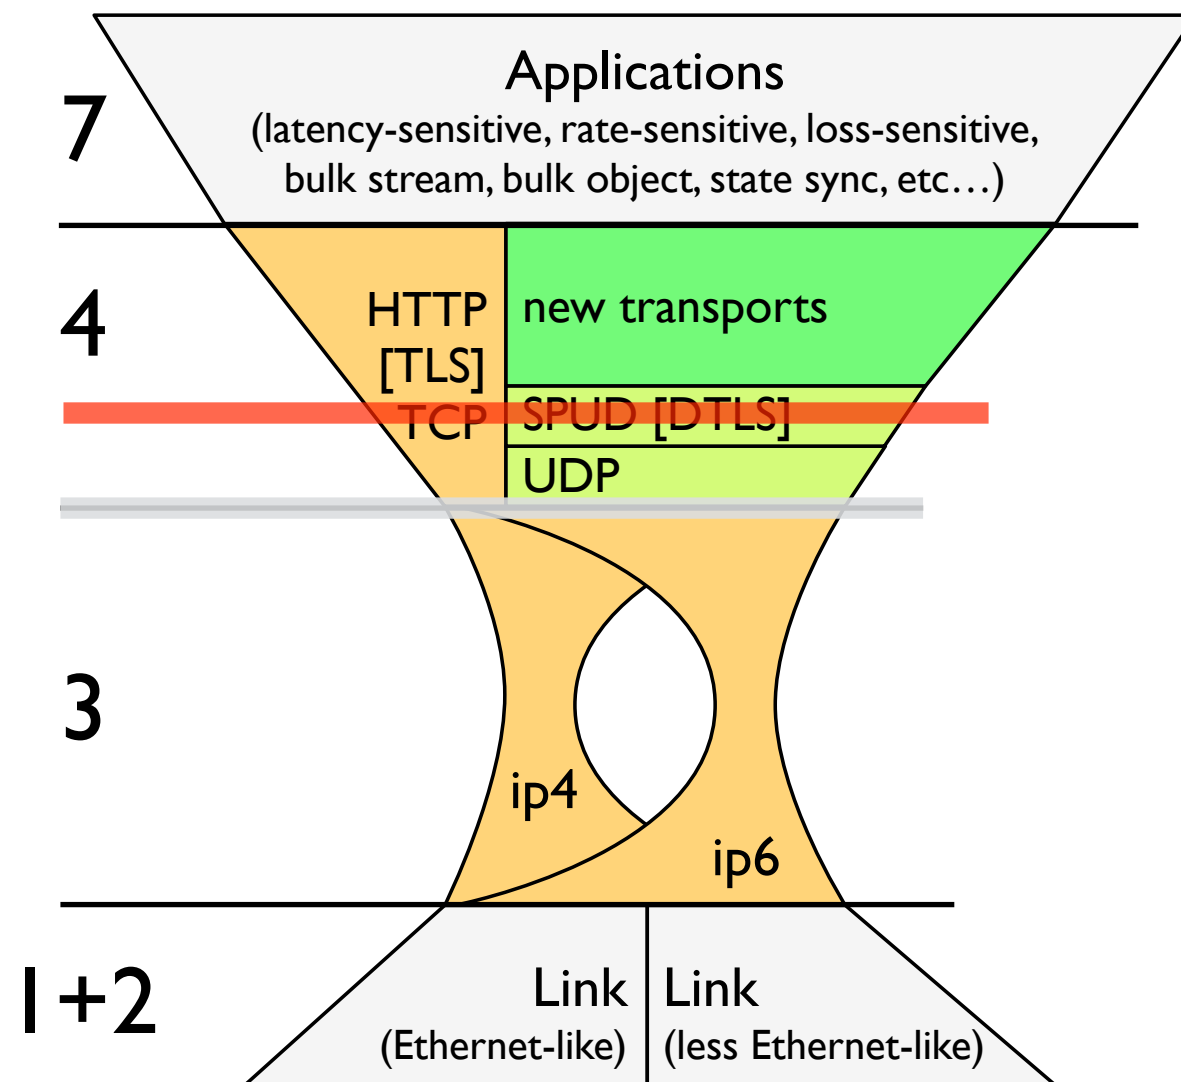 Applications
(latency-sensitive, rate-sensitive, loss-sensitive,
bulk stream, bulk object, state sync, etc…)
7
4
HTTP
[TLS]
TCP
new transports
SPUD [DTLS]
UDP
3
ip4
ip6
1+2
Link
(Ethernet-like)
Link
(less Ethernet-like)